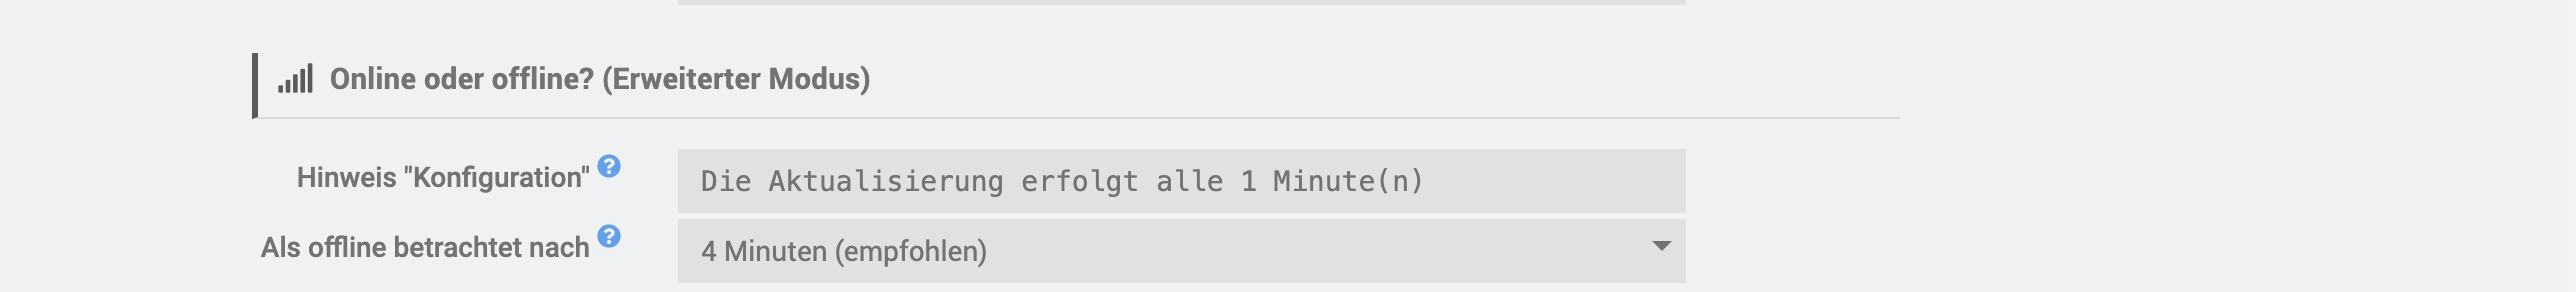 Online oder offline? (Erweiterter Modus)
Hinweis "Konfiguration" ?
Die Aktualisierung erfolgt alle 1 Minute(n)
Als offline betrachtet nach ?
4 Minuten (empfohlen)